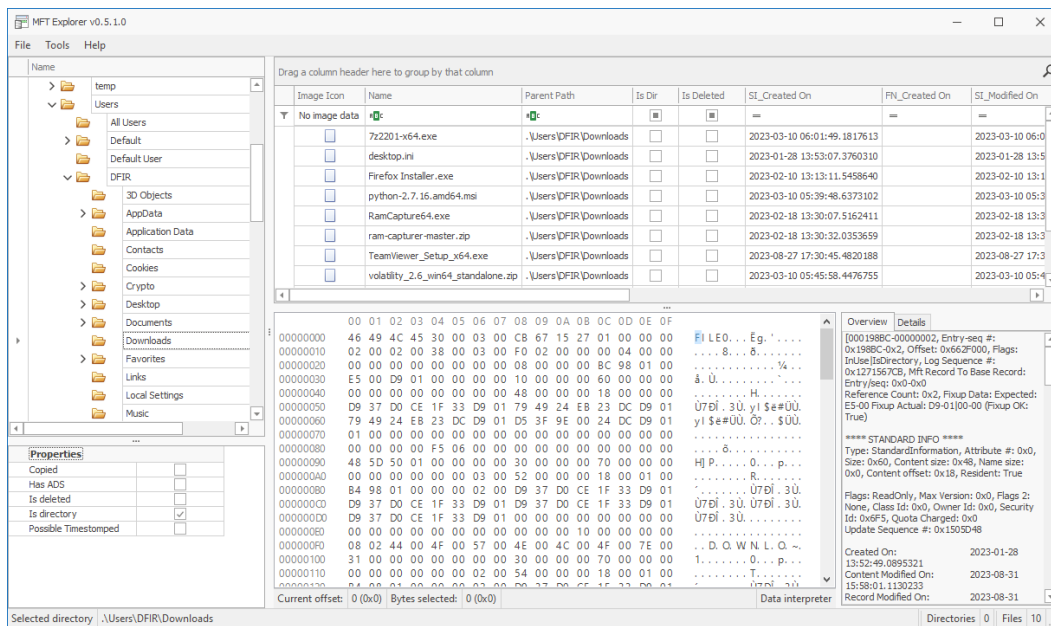 MFT Explorer v0.5.1.0
File Tools Help
Name
temp
Users
All Users
Default
Default User
DFIR
3D Objects
AppData
Application Data
Contacts
Cookies
Crypto
Desktop
Documents
Downloads
Favorites
Links
Local Settings
Music
Properties
Copied
Has ADS
Is deleted
Is directory
Possible Timestomped
Drag a column header here to group by that column
Image Icon Name Parent Path Is Dir Is Deleted SI_Created On FN_Created On SI_Modified On
No image data = = =
7z2201-x64.exe .\Users\DFIR\Downloads 2023-03-10 06:01:49.1817613 2023-03-10 06:0
desktop.ini .\Users\DFIR\Downloads 2023-01-28 13:53:07.3760310 2023-01-28 13:5
Firefox Installer.exe .\Users\DFIR\Downloads 2023-02-10 13:13:11.5458640 2023-02-10 13:1
python-2.7.16.amd64.msi .\Users\DFIR\Downloads 2023-03-10 05:39:48.6373102 2023-03-10 05:3
RamCapture64.exe .\Users\DFIR\Downloads 2023-02-18 13:30:07.5162411 2023-02-18 13:3
ram-capturer-master.zip .\Users\DFIR\Downloads 2023-02-18 13:30:32.0353659 2023-02-18 13:3
TeamViewer_Setup_x64.exe .\Users\DFIR\Downloads 2023-08-27 17:30:45.4820188 2023-08-27 17:3
volatility_2.6_win64_standalone.zip .\Users\DFIR\Downloads 2023-03-10 05:45:58.4476755 2023-03-10 05:4
00 01 02 03 04 05 06 07 08 09 0A 0B 0C 0D 0E 0F
00000000 46 49 4C 45 30 00 03 00 CB 67 15 27 01 00 00 00 FILE0...Ëg.'....
00000010 02 00 02 00 38 00 03 00 F0 02 00 00 00 04 00 00 ....8...ð.......
00000020 00 00 00 00 00 00 00 00 08 00 00 00 BC 98 01 00 ............¼...
00000030 E5 00 D9 01 00 00 00 00 10 00 00 00 60 00 00 00 å.Ù.........`...
00000040 00 00 00 00 00 00 00 00 48 00 00 00 18 00 00 00 ........H.......
00000050 D9 37 D0 CE 1F 33 D9 01 79 49 24 EB 23 DC D9 01 Ù7ÐÎ.3Ù.yI$ë#ÜÙ.
00000060 79 49 24 EB 23 DC D9 01 D5 3F 9E 00 24 DC D9 01 yI$ë#ÜÙ.Õ?..$ÜÙ.
00000070 01 00 00 00 00 00 00 00 00 00 00 00 00 00 00 00 ................
00000080 00 00 00 00 F5 06 00 00 00 00 00 00 00 00 00 00 ....õ...........
00000090 48 5D 50 01 00 00 00 00 30 00 00 00 70 00 00 00 H]P.....0...p...
000000A0 00 00 00 00 00 00 03 00 52 00 00 00 18 00 01 00 ........R.......
000000B0 B4 98 01 00 00 00 02 00 D9 37 D0 CE 1F 33 D9 01 ´.......Ù7ÐÎ.3Ù.
000000C0 D9 37 D0 CE 1F 33 D9 01 D9 37 D0 CE 1F 33 D9 01 Ù7ÐÎ.3Ù.Ù7ÐÎ.3Ù.
000000D0 D9 37 D0 CE 1F 33 D9 01 00 00 00 00 00 00 00 00 Ù7ÐÎ.3Ù.........
000000E0 00 00 00 00 00 00 00 00 00 00 00 10 00 00 00 00 ................
000000F0 08 02 44 00 4F 00 57 00 4E 00 4C 00 4F 00 7E 00 ..D.O.W.N.L.O.~.
00000100 31 00 00 00 00 00 00 00 30 00 00 00 70 00 00 00 1.......0...p...
00000110 00 00 00 00 00 00 02 00 54 00 00 00 18 00 01 00 ........T.......
Current offset: 0 (0x0) Bytes selected: 0 (0x0) Data interpreter
Overview Details
[000198BC-00000002, Entry-seq #:
0x198BC-0x2, Offset: 0x662F000, Flags:
InUse|IsDirectory, Log Sequence #:
0x1271567CB, Mft Record To Base Record:
Entry/seq: 0x0-0x0
Reference Count: 0x2, Fixup Data: Expected:
E5-00 Fixup Actual: D9-01|00-00 (Fixup OK:
True)
**** STANDARD INFO ****
Type: StandardInformation, Attribute #: 0x0,
Size: 0x60, Content size: 0x48, Name size:
0x0, Content offset: 0x18, Resident: True
Flags: ReadOnly, Max Version: 0x0, Flags 2:
None, Class Id: 0x0, Owner Id: 0x0, Security
Id: 0x6F5, Quota Charged: 0x0
Update Sequence #: 0x1505D48
Created On: 2023-01-28
13:52:49.0895321
Content Modified On: 2023-08-31
15:58:01.1130233
Record Modified On: 2023-08-31
Selected directory .\Users\DFIR\Downloads
Directories 0 Files 10